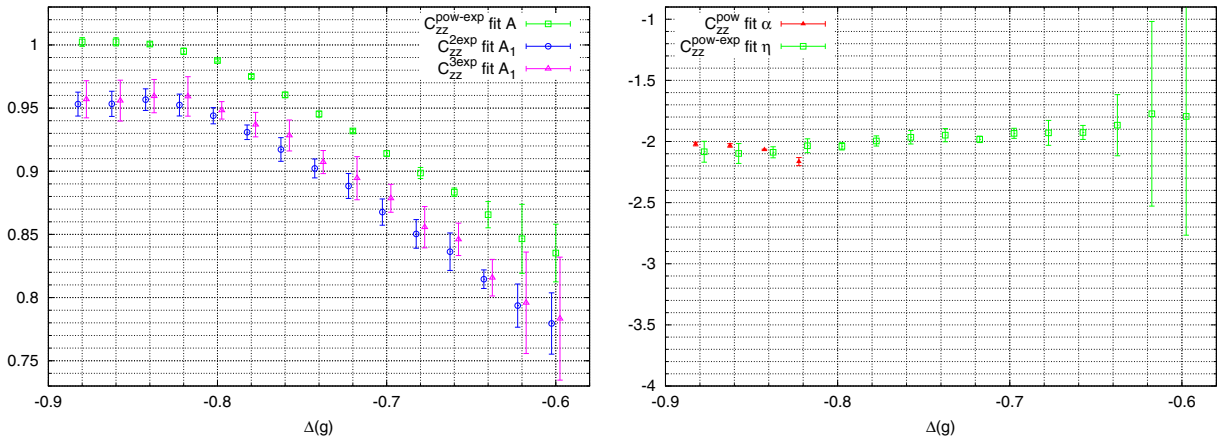 C_zz^pow-exp fit A
C_zz^2exp fit A_1
C_zz^3exp fit A_1
1
0.95
0.9
0.85
0.8
0.75
-0.9 -0.8 -0.7 -0.6
Δ(g)
C_zz^pow fit α
C_zz^pow-exp fit η
-1
-1.5
-2
-2.5
-3
-3.5
-4
-0.9 -0.8 -0.7 -0.6
Δ(g)